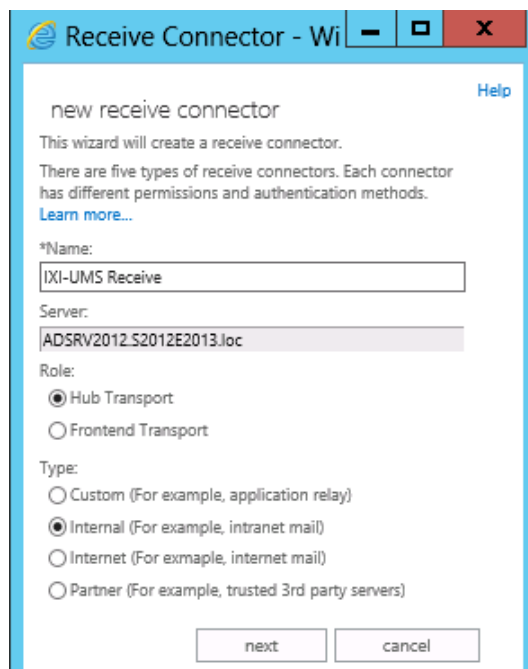 Receive Connector - Wi
X
Help
new receive connector
This wizard will create a receive connector.
There are five types of receive connectors. Each connector
has different permissions and authentication methods.
Learn more...
*Name:
IXI-UMS Receive
Server:
ADSRV2012.S2012E2013.loc
Role:
Hub Transport
Frontend Transport
Type:
Custom (For example, application relay)
Internal (For example, intranet mail)
Internet (For exmaple, internet mail)
Partner (For example, trusted 3rd party servers)
next cancel